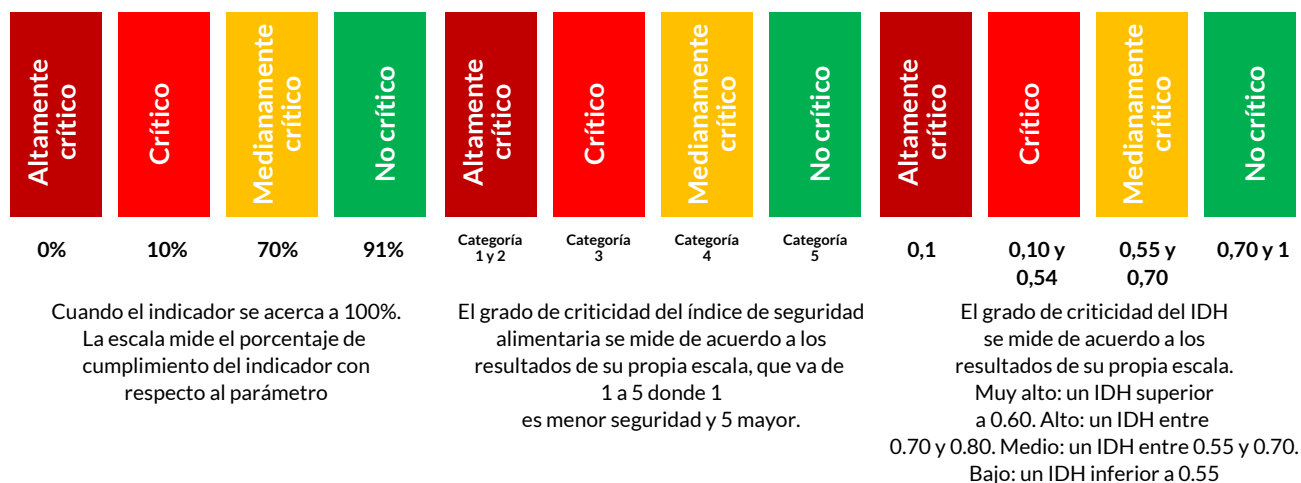 Altamente
crítico
Crítico
Medianamente
crítico
No crítico
0%
10%
70%
91%
Cuando el indicador se acerca a 100%.
La escala mide el porcentaje de
cumplimiento del indicador con
respecto al parámetro
Altamente
crítico
Crítico
Medianamente
crítico
No crítico
Categoría
1 y 2
Categoría
3
Categoría
4
Categoría
5
El grado de criticidad del índice de seguridad
alimentaria se mide de acuerdo a los
resultados de su propia escala, que va de
1 a 5 donde 1
es menor seguridad y 5 mayor.
Altamente
crítico
Crítico
Medianamente
crítico
No crítico
0,1
0,10 y
0,54
0,55 y
0,70
0,70 y 1
El grado de criticidad del IDH
se mide de acuerdo a los
resultados de su propia escala.
Muy alto: un IDH superior
a 0.60. Alto: un IDH entre
0.70 y 0.80. Medio: un IDH entre 0.55 y 0.70.
Bajo: un IDH inferior a 0.55